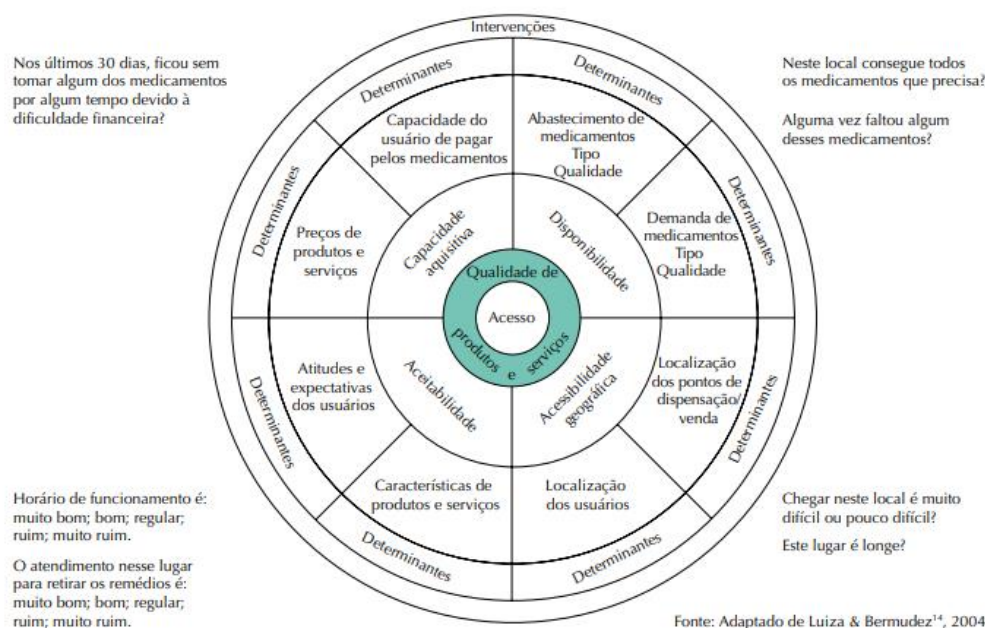 Intervenções
Nos últimos 30 dias, ficou sem
tomar algum dos medicamentos
por algum tempo devido à
dificuldade financeira?
Neste local consegue todos
os medicamentos que precisa?
Alguma vez faltou algum
desses medicamentos?
Determinantes
Determinantes
Capacidade do
usuário de pagar
pelos medicamentos
Abastecimento de
medicamentos
Tipo
Qualidade
Determinantes
Determinantes
Preços de
produtos e
serviços
Capacidade
aquisitiva
Disponibilidade
Demanda de
medicamentos
Tipo
Qualidade
Qualidade de
produtos e serviços
Acesso
Atitudes e
expectativas
dos usuários
Aceitabilidade
Acessibilidade
geográfica
Localização
dos pontos de
dispensação/
venda
Determinantes
Determinantes
Características de
produtos e serviços
Localização
dos usuários
Determinantes
Determinantes
Horário de funcionamento é:
muito bom; bom; regular;
ruim; muito ruim.
O atendimento nesse lugar
para retirar os remédios é:
muito bom; bom; regular;
ruim; muito ruim.
Chegar neste local é muito
difícil ou pouco difícil?
Este lugar é longe?
Fonte: Adaptado de Luiza & Bermudez¹⁴, 2004